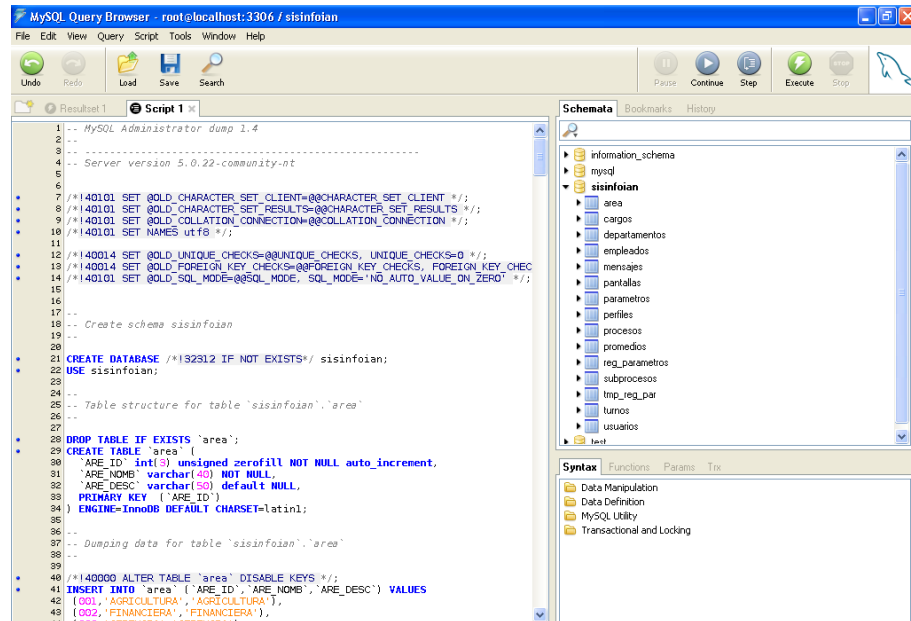 MySQL Query Browser - root@localhost:3306 / sisinfoian
File Edit View Query Script Tools Window Help
Undo Redo Load Save Search Pause Continue Step Execute Stop
Resultset 1 Script 1
Schemata Bookmarks History
1 -- MySQL Administrator dump 1.4
2 --
3 -- ------------------------------------------------------
4 -- Server version 5.0.22-community-nt
5
6
7 /*!40101 SET @OLD_CHARACTER_SET_CLIENT=@@CHARACTER_SET_CLIENT */;
8 /*!40101 SET @OLD_CHARACTER_SET_RESULTS=@@CHARACTER_SET_RESULTS */;
9 /*!40101 SET @OLD_COLLATION_CONNECTION=@@COLLATION_CONNECTION */;
10 /*!40101 SET NAMES utf8 */;
11
12 /*!40014 SET @OLD_UNIQUE_CHECKS=@@UNIQUE_CHECKS, UNIQUE_CHECKS=0 */;
13 /*!40014 SET @OLD_FOREIGN_KEY_CHECKS=@@FOREIGN_KEY_CHECKS, FOREIGN_KEY_CHEC
14 /*!40101 SET @OLD_SQL_MODE=@@SQL_MODE, SQL_MODE='NO_AUTO_VALUE_ON_ZERO' */;
15
16
17 --
18 -- Create schema sisinfoian
19 --
20
21 CREATE DATABASE /*!32312 IF NOT EXISTS*/ sisinfoian;
22 USE sisinfoian;
23
24 --
25 -- Table structure for table `sisinfoian`.`area`
26 --
27
28 DROP TABLE IF EXISTS `area`;
29 CREATE TABLE `area` (
30 `ARE_ID` int(3) unsigned zerofill NOT NULL auto_increment,
31 `ARE_NOMB` varchar(40) NOT NULL,
32 `ARE_DESC` varchar(50) default NULL,
33 PRIMARY KEY (`ARE_ID`)
34 ) ENGINE=InnoDB DEFAULT CHARSET=latin1;
35
36 --
37 -- Dumping data for table `sisinfoian`.`area`
38 --
39
40 /*!40000 ALTER TABLE `area` DISABLE KEYS */;
41 INSERT INTO `area` (`ARE_ID`,`ARE_NOMB`,`ARE_DESC`) VALUES
42 (001,'AGRICULTURA','AGRICULTURA'),
43 (002,'FINANCIERA','FINANCIERA'),
information_schema
mysql
sisinfoian
area
cargos
departamentos
empleados
mensajes
pantallas
parametros
perfiles
procesos
promedios
reg_parametros
subprocesos
tmp_reg_par
turnos
usuarios
test
Syntax Functions Params Trx
Data Manipulation
Data Definition
MySQL Utility
Transactional and Locking